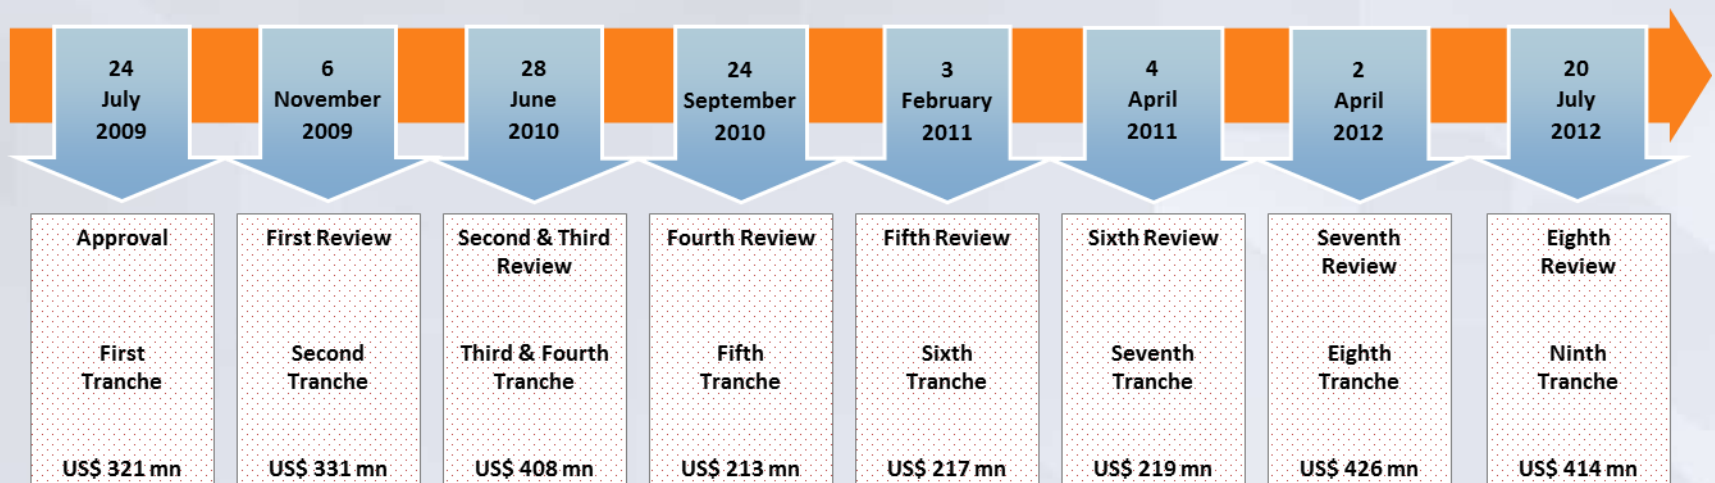 24
July
2009
6
November
2009
28
June
2010
24
September
2010
3
February
2011
4
April
2011
2
April
2012
20
July
2012
Approval
First
Tranche
US$ 321 mn
First Review
Second
Tranche
US$ 331 mn
Second & Third
Review
Third & Fourth
Tranche
US$ 408 mn
Fourth Review
Fifth
Tranche
US$ 213 mn
Fifth Review
Sixth
Tranche
US$ 217 mn
Sixth Review
Seventh
Tranche
US$ 219 mn
Seventh
Review
Eighth
Tranche
US$ 426 mn
Eighth
Review
Ninth
Tranche
US$ 414 mn